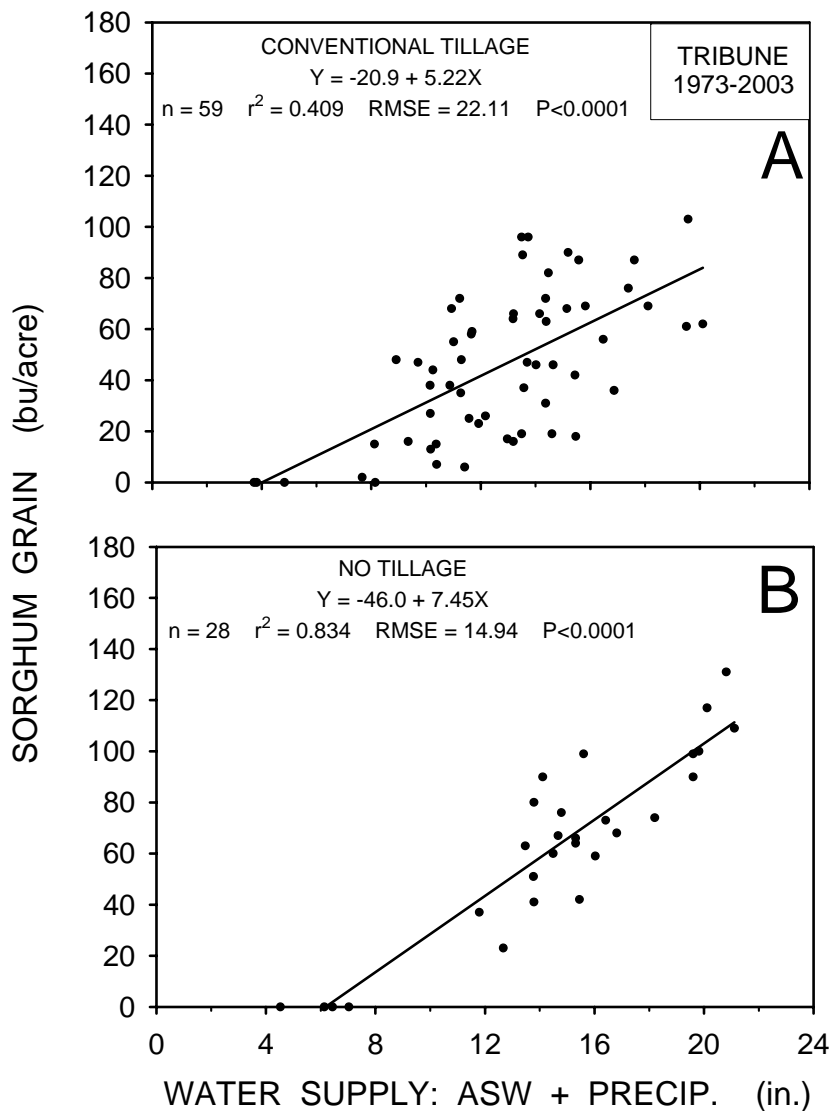 SORGHUM GRAIN (bu/acre)
180
160
140
120
100
80
60
40
20
0
CONVENTIONAL TILLAGE
Y = -20.9 + 5.22X
n = 59 r² = 0.409 RMSE = 22.11 P<0.0001
TRIBUNE
1973-2003
A
180
160
140
120
100
80
60
40
20
0
NO TILLAGE
Y = -46.0 + 7.45X
n = 28 r² = 0.834 RMSE = 14.94 P<0.0001
B
0 4 8 12 16 20 24
WATER SUPPLY: ASW + PRECIP. (in.)